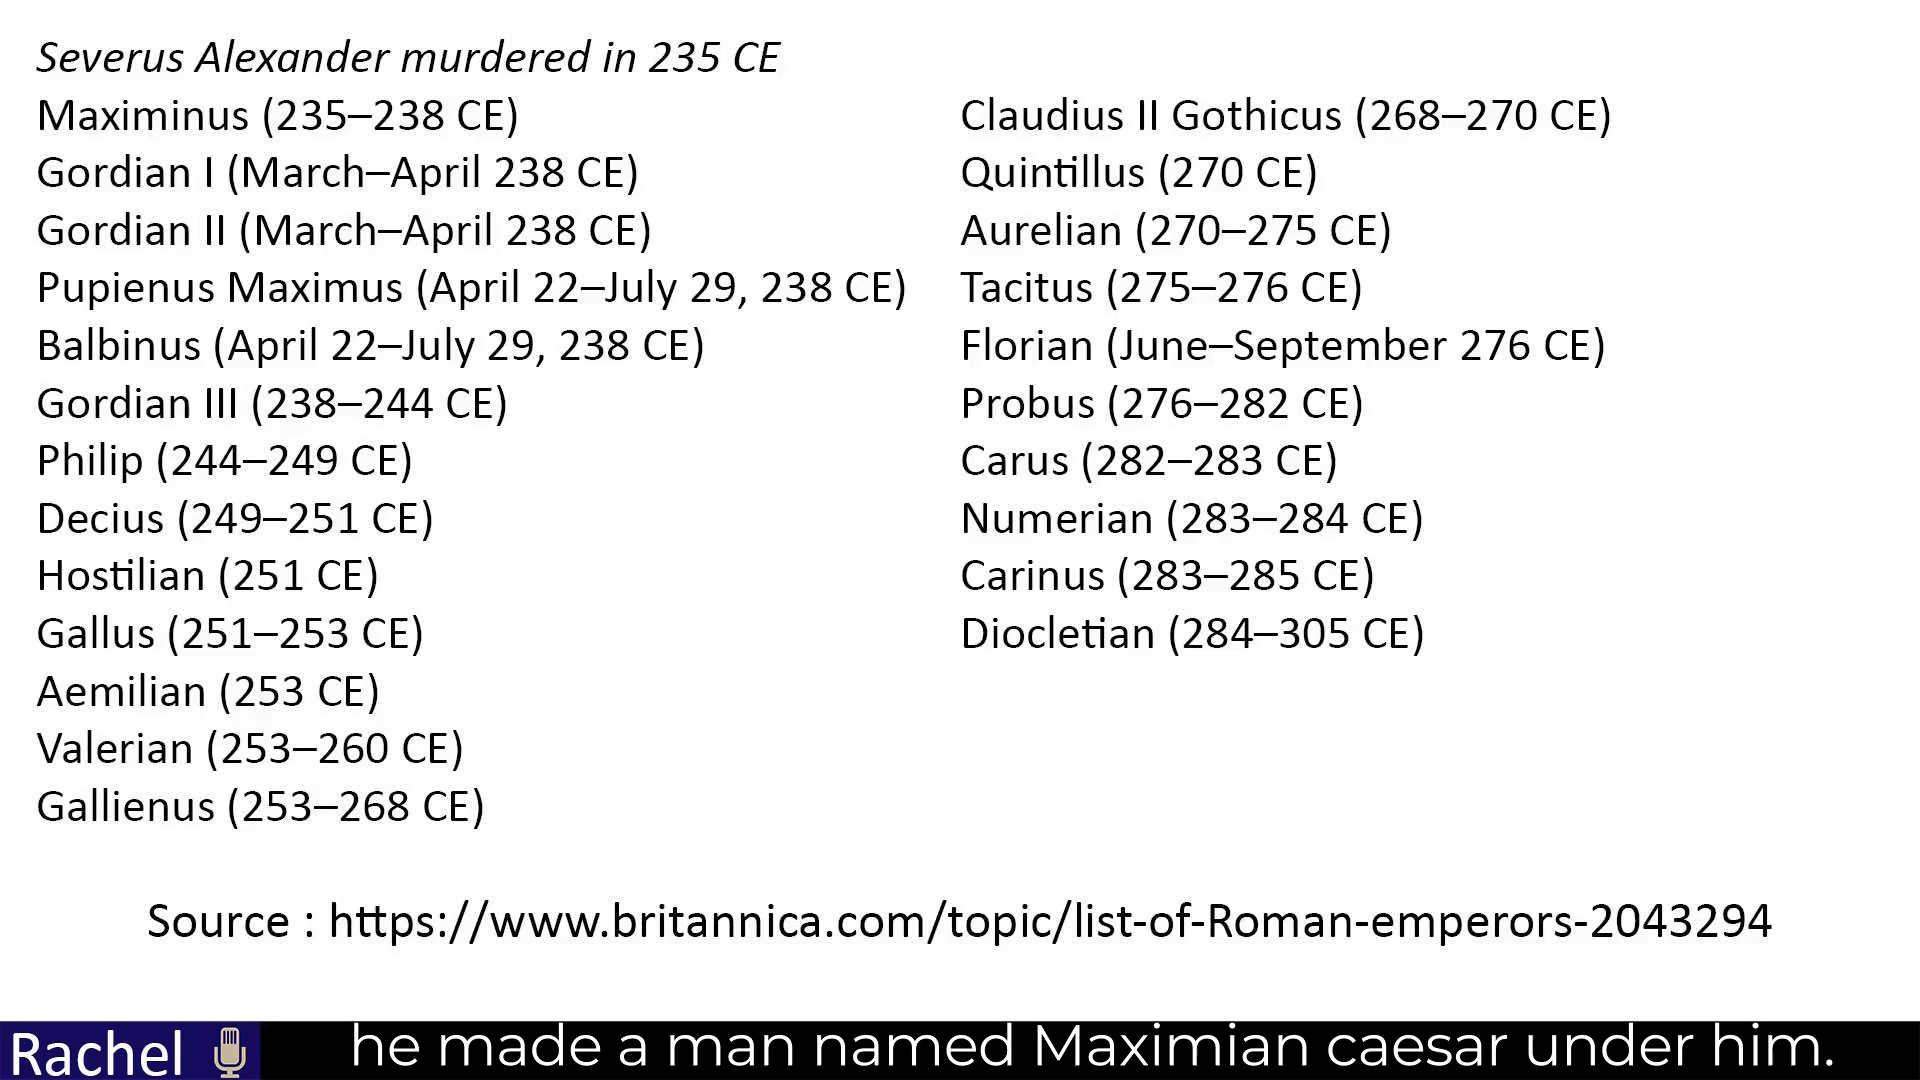 Severus Alexander murdered in 235 CE
Maximinus (235–238 CE)
Gordian I (March–April 238 CE)
Gordian II (March–April 238 CE)
Pupienus Maximus (April 22–July 29, 238 CE)
Balbinus (April 22–July 29, 238 CE)
Gordian III (238–244 CE)
Philip (244–249 CE)
Decius (249–251 CE)
Hostilian (251 CE)
Gallus (251–253 CE)
Aemilian (253 CE)
Valerian (253–260 CE)
Gallienus (253–268 CE)
Claudius II Gothicus (268–270 CE)
Quintillus (270 CE)
Aurelian (270–275 CE)
Tacitus (275–276 CE)
Florian (June–September 276 CE)
Probus (276–282 CE)
Carus (282–283 CE)
Numerian (283–284 CE)
Carinus (283–285 CE)
Diocletian (284–305 CE)
Source : https://www.britannica.com/topic/list-of-Roman-emperors-2043294
Rachel
he made a man named Maximian caesar under him.